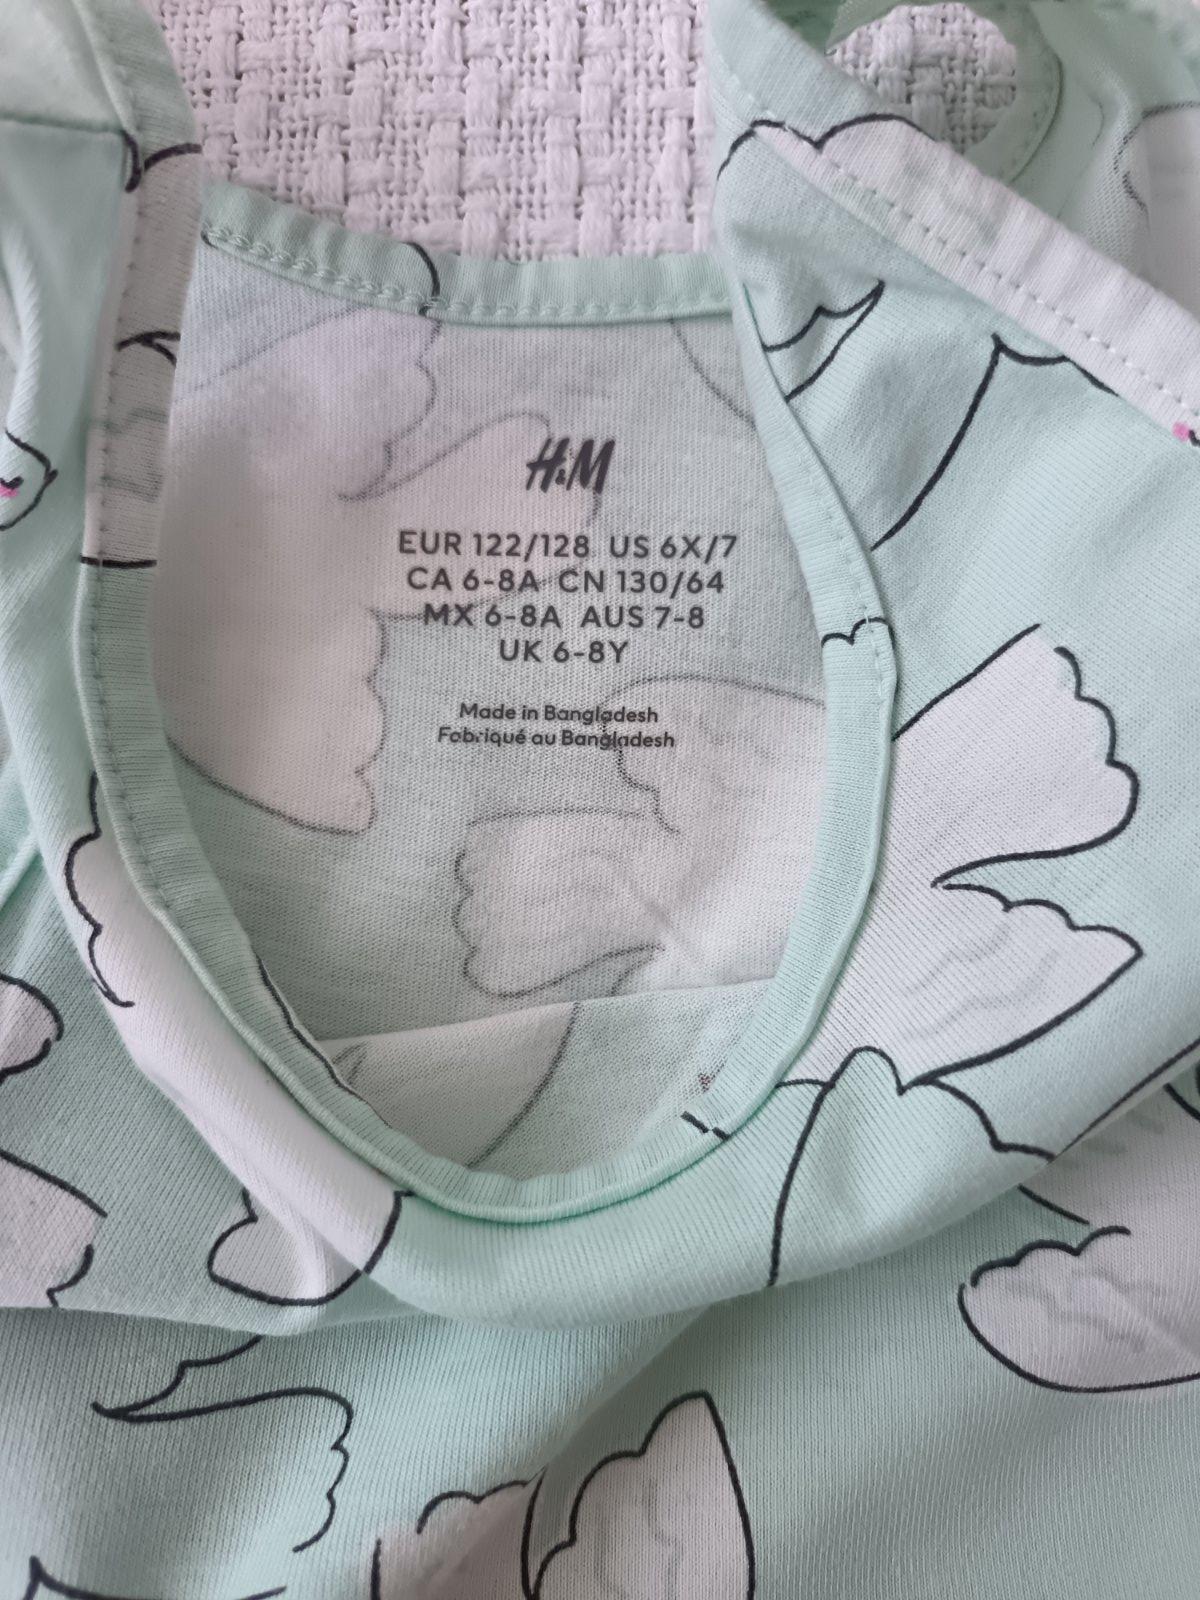 H&M
EUR 122/128 US 6X/7
CA 6-8A CN 130/64
MX 6-8A AUS 7-8
UK 6-8Y
Made in Bangladesh
Fabriqué au Bangladesh